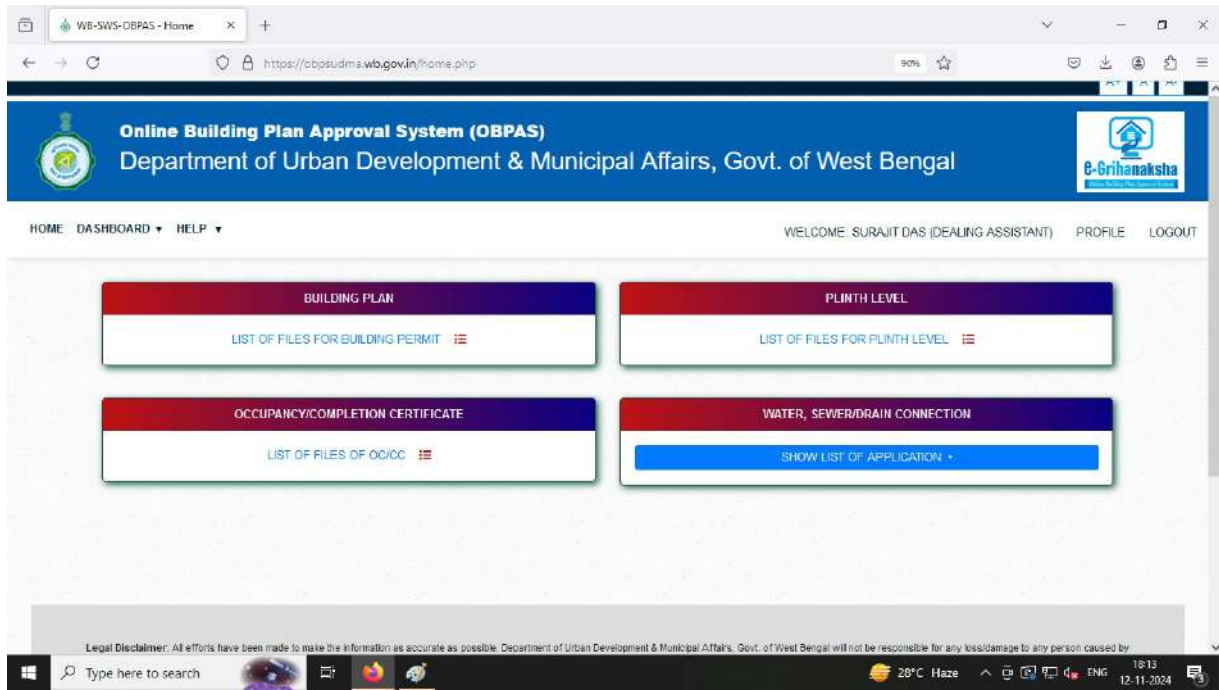 WB-SWS-OBPAS - Home
https://obpsudma.wb.gov.in/home.php
90%
A+ A A-
Online Building Plan Approval System (OBPAS)
Department of Urban Development & Municipal Affairs, Govt. of West Bengal
e-Grihanaksha
HOME DASHBOARD HELP
WELCOME: SURAJIT DAS (DEALING ASSISTANT) PROFILE LOGOUT
BUILDING PLAN
LIST OF FILES FOR BUILDING PERMIT
PLINTH LEVEL
LIST OF FILES FOR PLINTH LEVEL
OCCUPANCY/COMPLETION CERTIFICATE
LIST OF FILES OF OC/CC
WATER, SEWER/DRAIN CONNECTION
SHOW LIST OF APPLICATION
Legal Disclaimer: All efforts have been made to make the information as accurate as possible. Department of Urban Development & Municipal Affairs, Govt. of West Bengal will not be responsible for any loss/damage to any person caused by
Type here to search
28°C Haze
ENG
18:13
12-11-2024